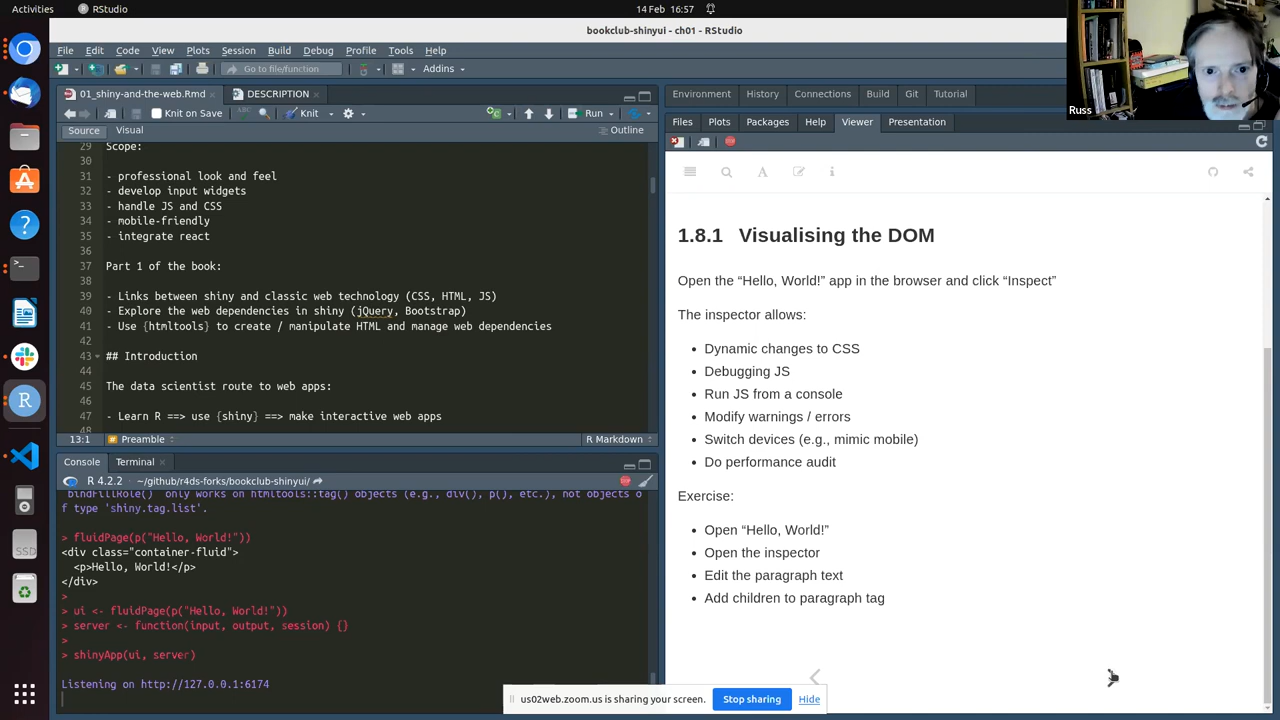 Activities
RStudio
14 Feb 16:57
bookclub-shinyui - ch01 - RStudio
File Edit Code View Plots Session Build Debug Profile Tools Help
Go to file/function
Addins
01_shiny-and-the-web.Rmd
DESCRIPTION
Knit on Save
Knit
Run
Source Visual
Outline
29 Scope:
30
31 - professional look and feel
32 - develop input widgets
33 - handle JS and CSS
34 - mobile-friendly
35 - integrate react
36
37 Part 1 of the book:
38
39 - Links between shiny and classic web technology (CSS, HTML, JS)
40 - Explore the web dependencies in shiny (jQuery, Bootstrap)
41 - Use {htmltools} to create / manipulate HTML and manage web dependencies
42
43 ## Introduction
44
45 The data scientist route to web apps:
46
47 - Learn R ==> use {shiny} ==> make interactive web apps
48
13:1 Preamble
R Markdown
Console Terminal
R 4.2.2 · ~/github/r4ds-forks/bookclub-shinyui/
`bindFillRole()` only works on htmltools::tag() objects (e.g., div(), p(), etc.), not objects o
f type 'shiny.tag.list'.
> fluidPage(p("Hello, World!"))
<div class="container-fluid">
<p>Hello, World!</p>
</div>
>
> ui <- fluidPage(p("Hello, World!"))
> server <- function(input, output, session) {}
>
> shinyApp(ui, server)
Listening on http://127.0.0.1:6174
Environment History Connections Build Git Tutorial
Files Plots Packages Help Viewer Presentation
1.8.1 Visualising the DOM
Open the “Hello, World!” app in the browser and click “Inspect”
The inspector allows:
• Dynamic changes to CSS
• Debugging JS
• Run JS from a console
• Modify warnings / errors
• Switch devices (e.g., mimic mobile)
• Do performance audit
Exercise:
• Open “Hello, World!”
• Open the inspector
• Edit the paragraph text
• Add children to paragraph tag
Russ
us02web.zoom.us is sharing your screen.
Stop sharing
Hide
SSD